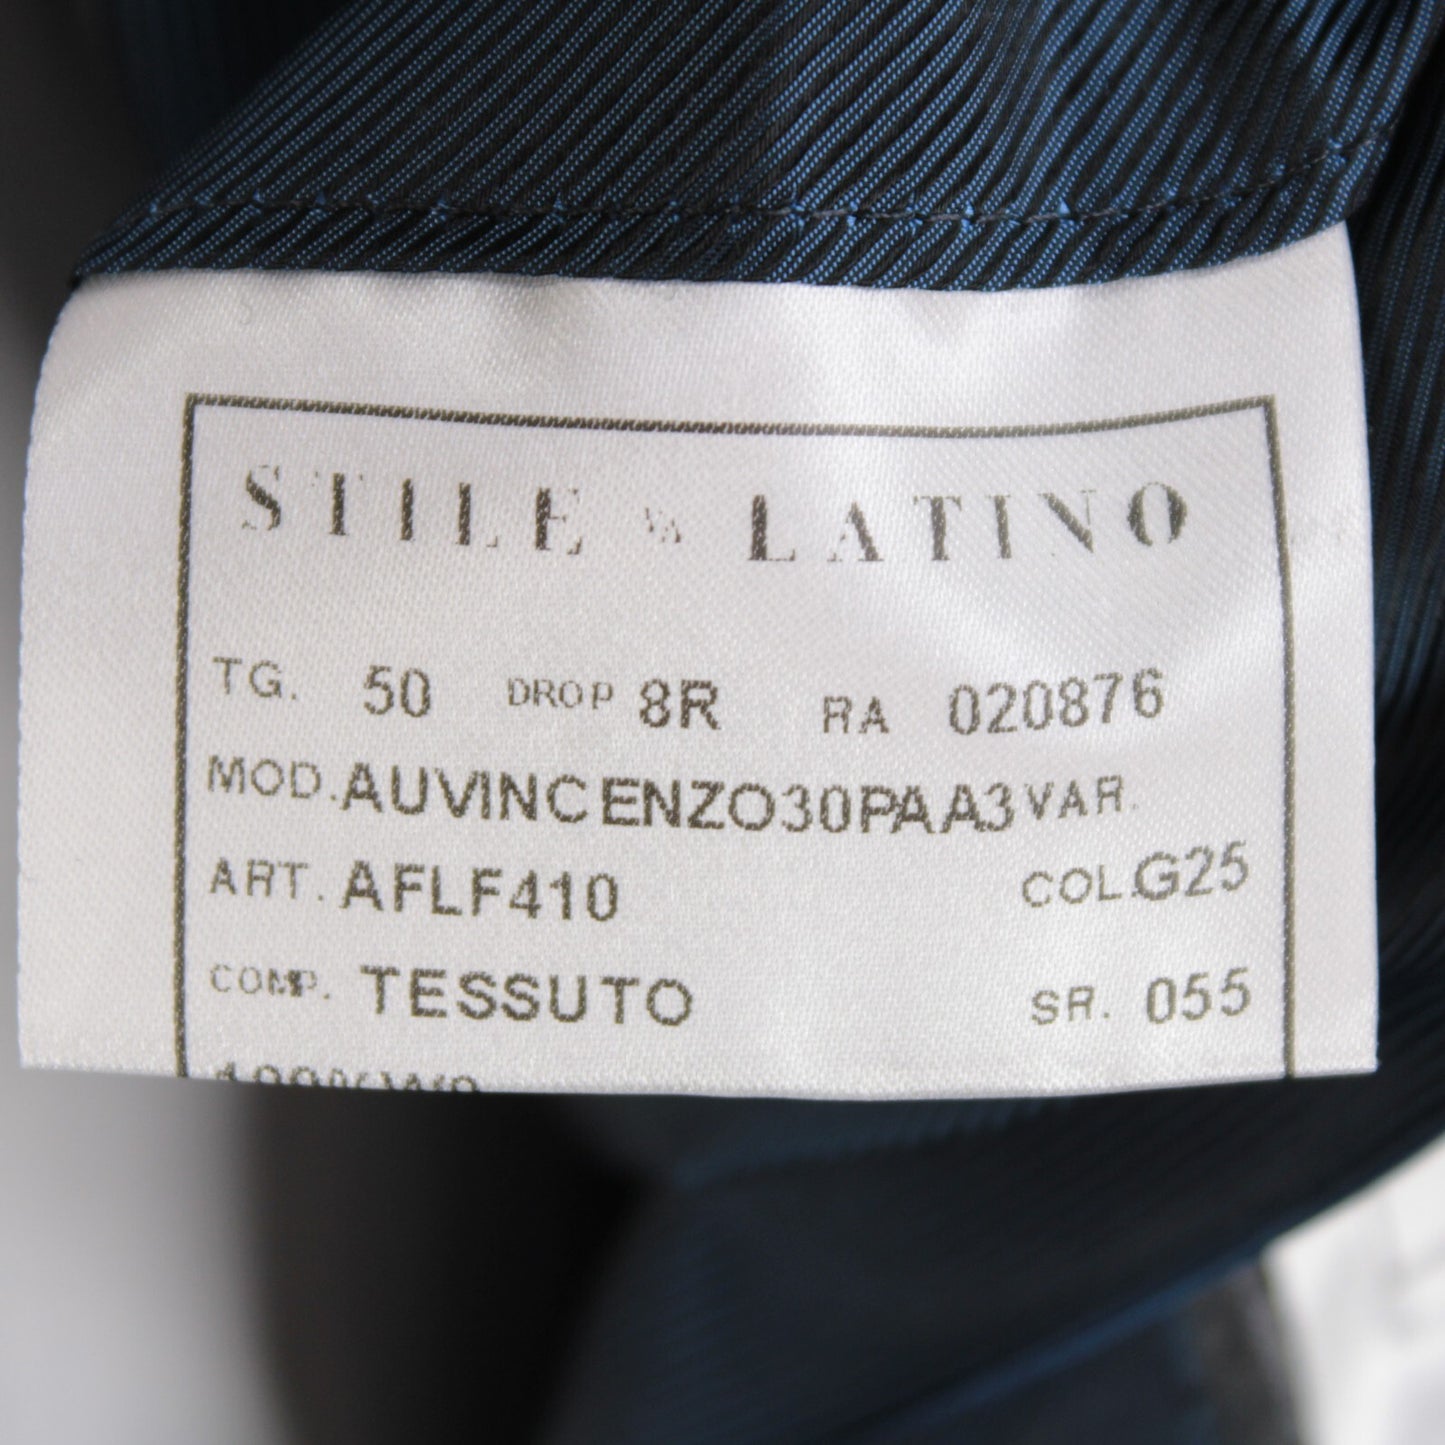 STILE LATINO
TG. 50 DROP 8R RA 020876
MOD. AUVINCENZO30PAA3 VAR.
ART. AFLF410 COL. G25
COMP. TESSUTO SR. 055